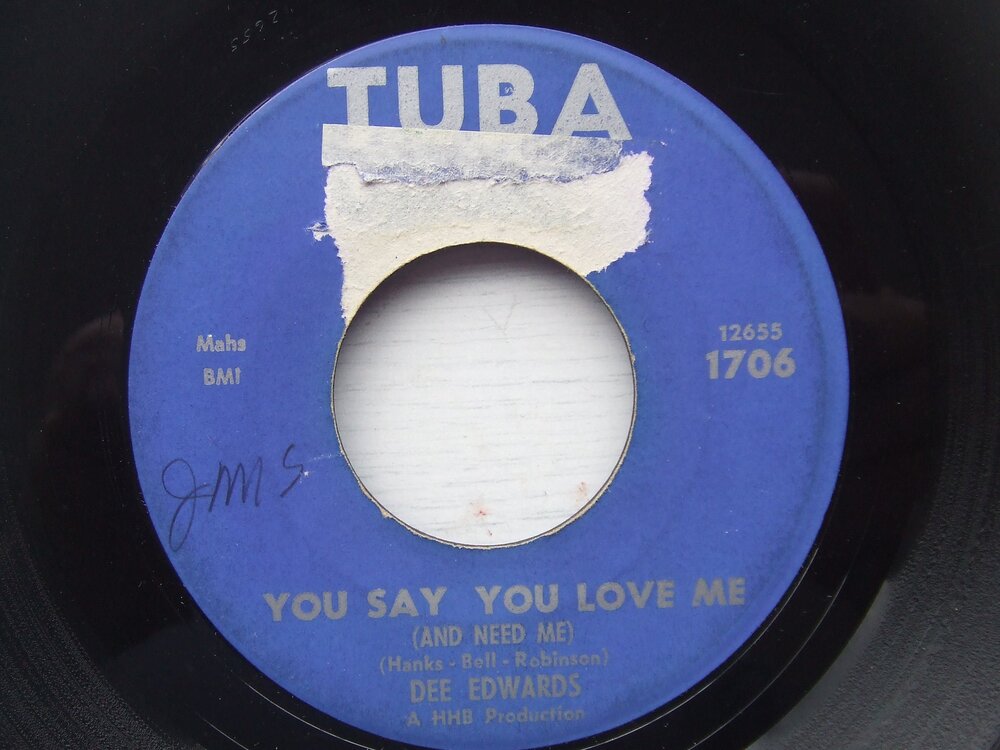 TUBA
Mahs
BMI
12655
1706
JMS
YOU SAY YOU LOVE ME
(AND NEED ME)
(Hanks - Bell - Robinson)
DEE EDWARDS
A HHB Production